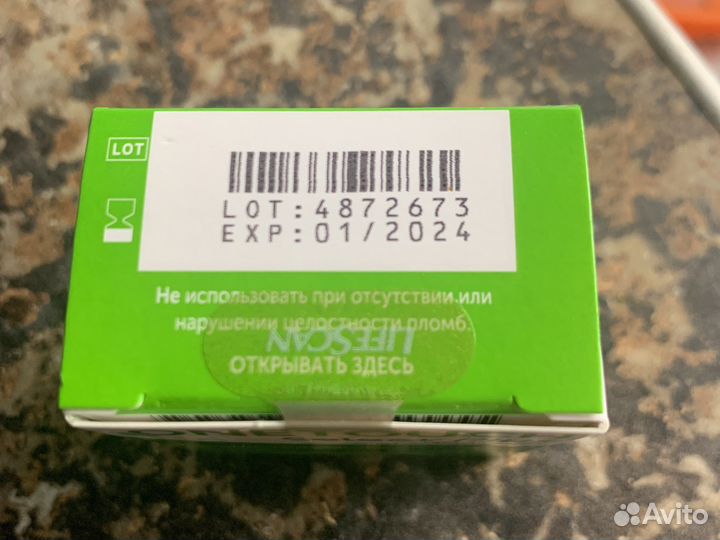 LOT
LOT:4872673
EXP:01/2024
Не использовать при отсутствии или
нарушении целостности пломб.
LIFESCAN
ОТКРЫВАТЬ ЗДЕСЬ
Avito